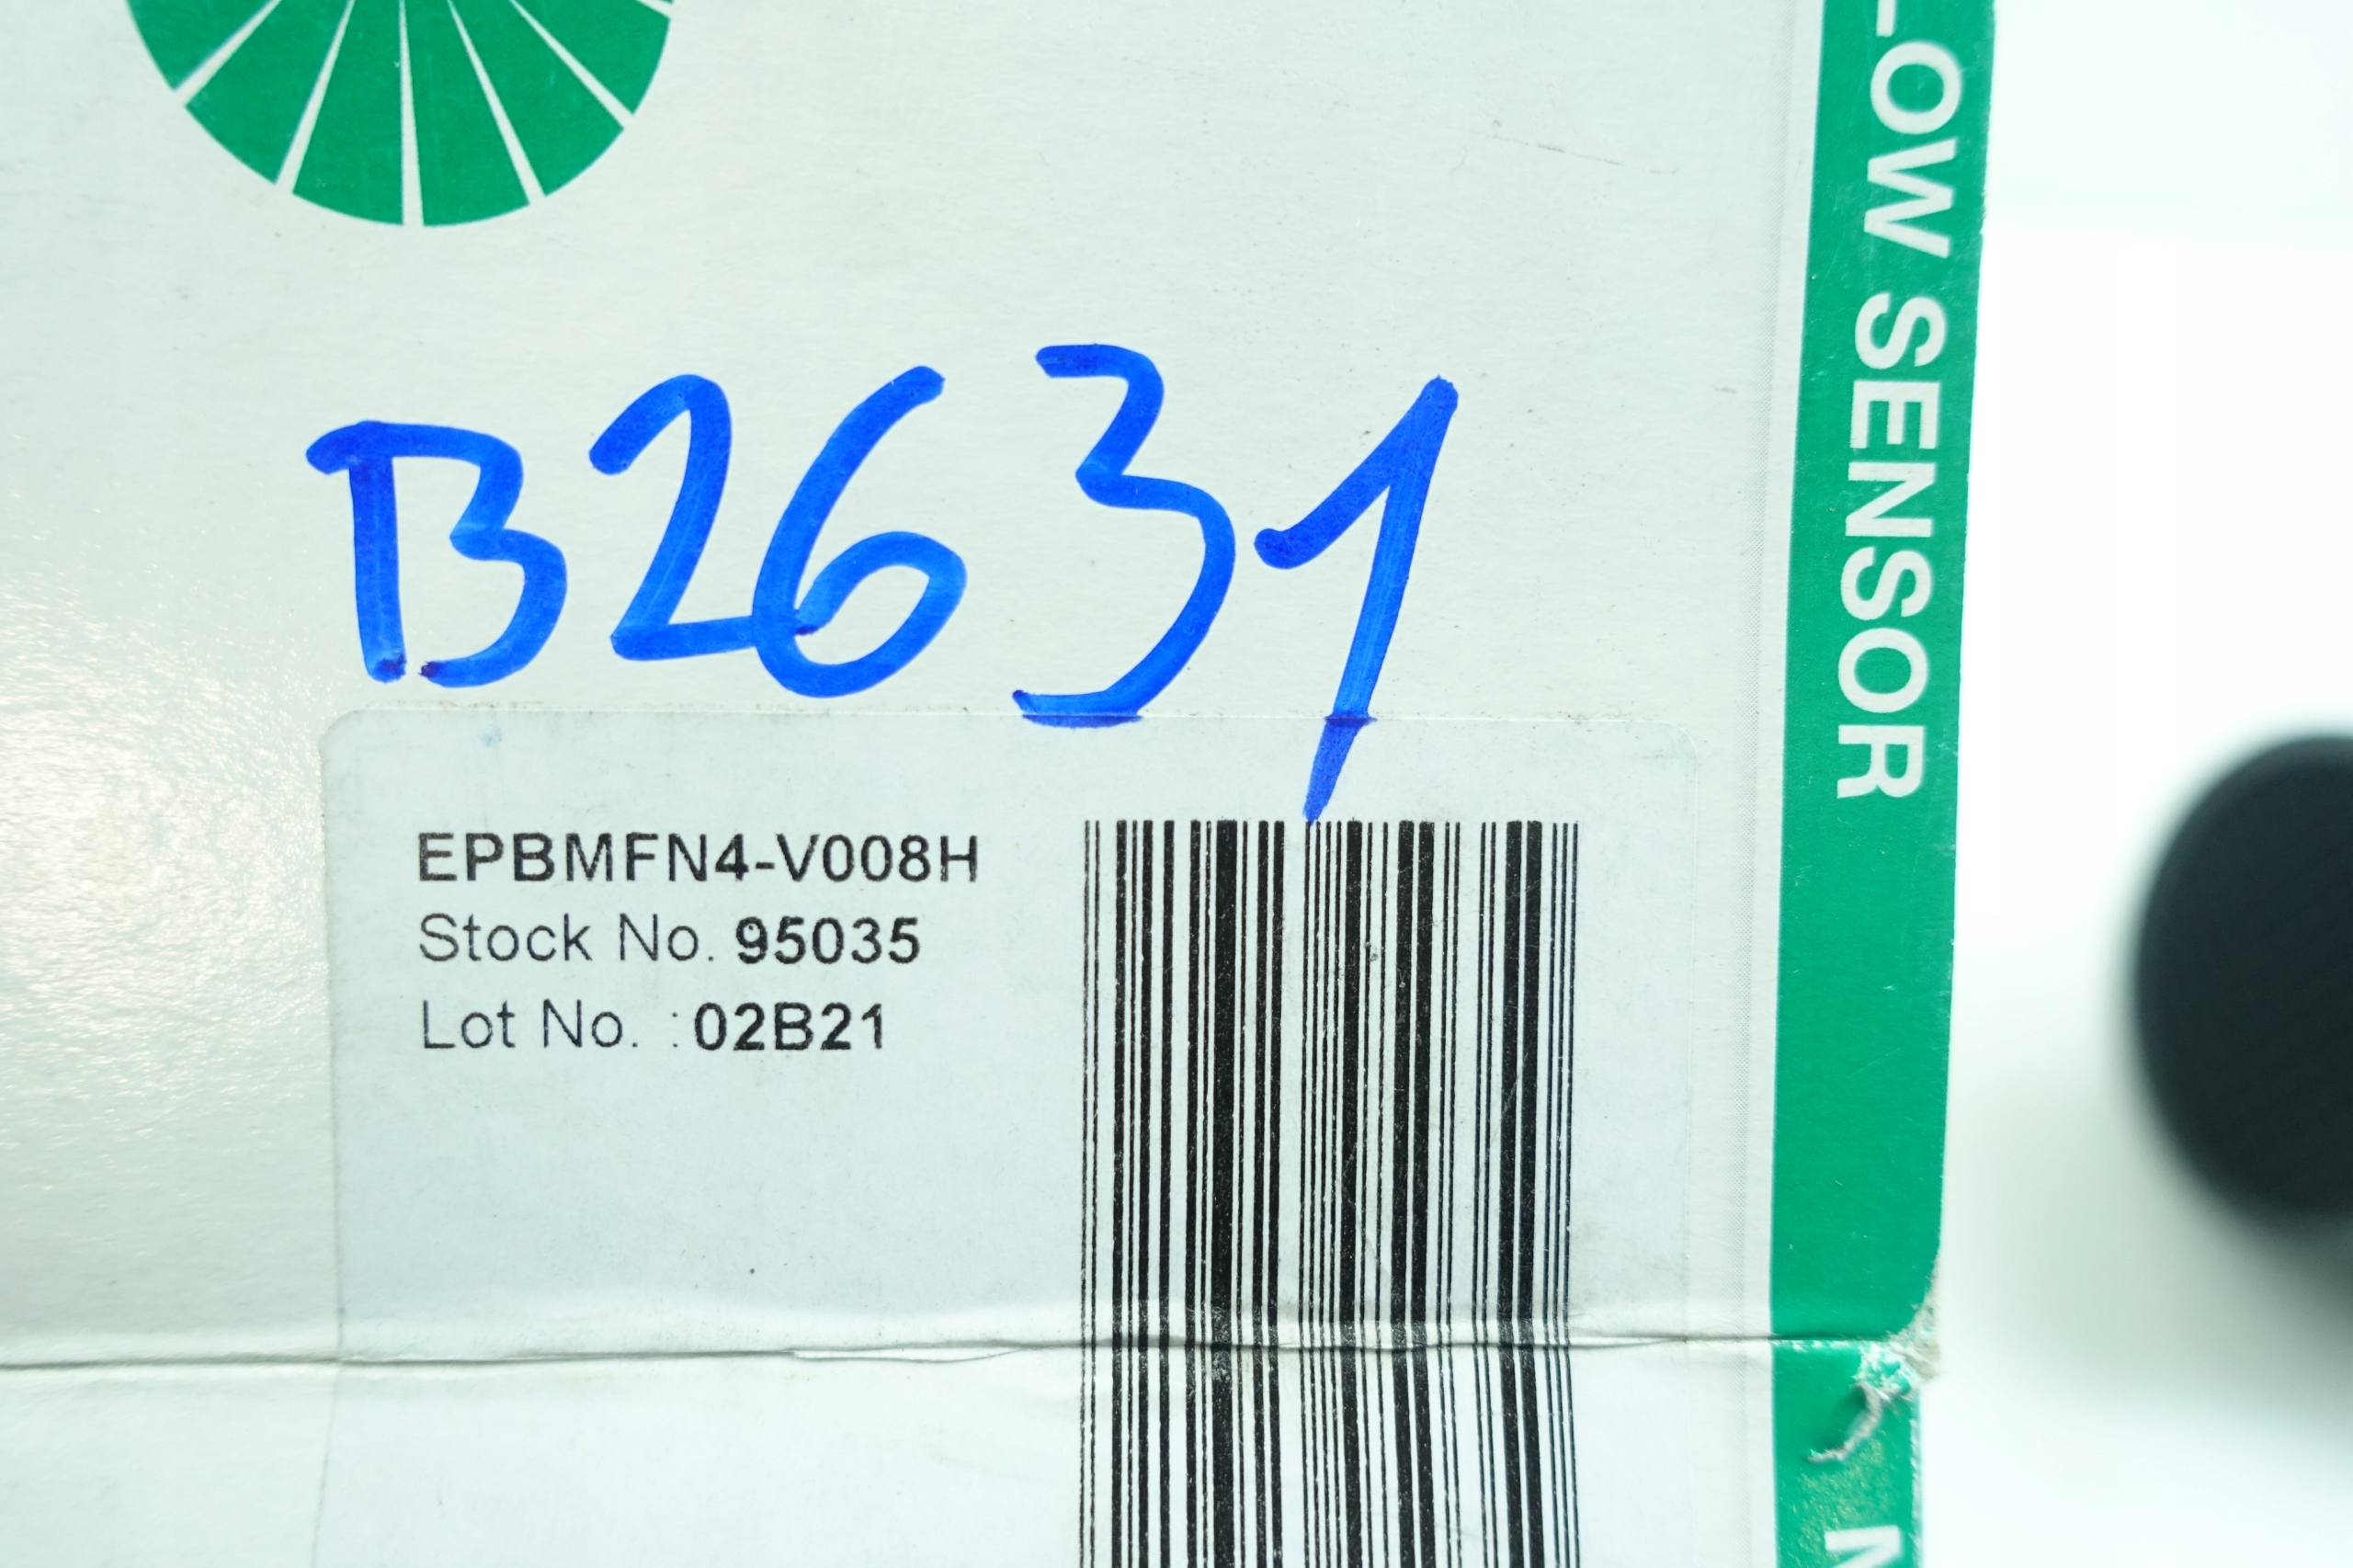 B2631
EPBMFN4-V008H
Stock No. 95035
Lot No. :02B21
LOW SENSOR